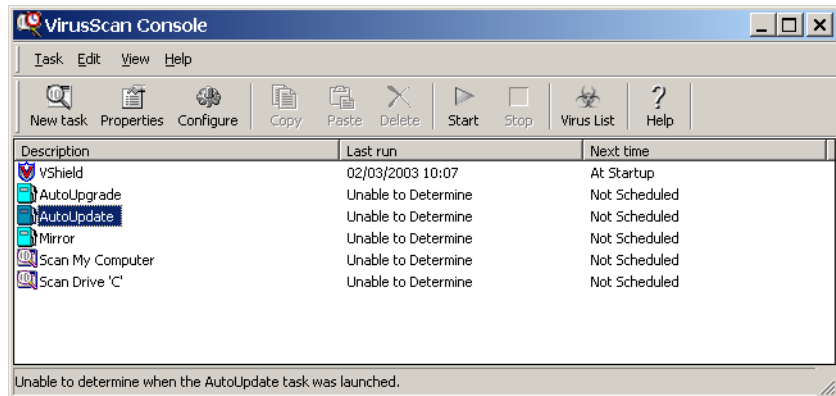 VirusScan Console
Task Edit View Help
New task Properties Configure Copy Paste Delete Start Stop Virus List Help
Description Last run Next time
VShield 02/03/2003 10:07 At Startup
AutoUpgrade Unable to Determine Not Scheduled
AutoUpdate Unable to Determine Not Scheduled
Mirror Unable to Determine Not Scheduled
Scan My Computer Unable to Determine Not Scheduled
Scan Drive 'C' Unable to Determine Not Scheduled
Unable to determine when the AutoUpdate task was launched.